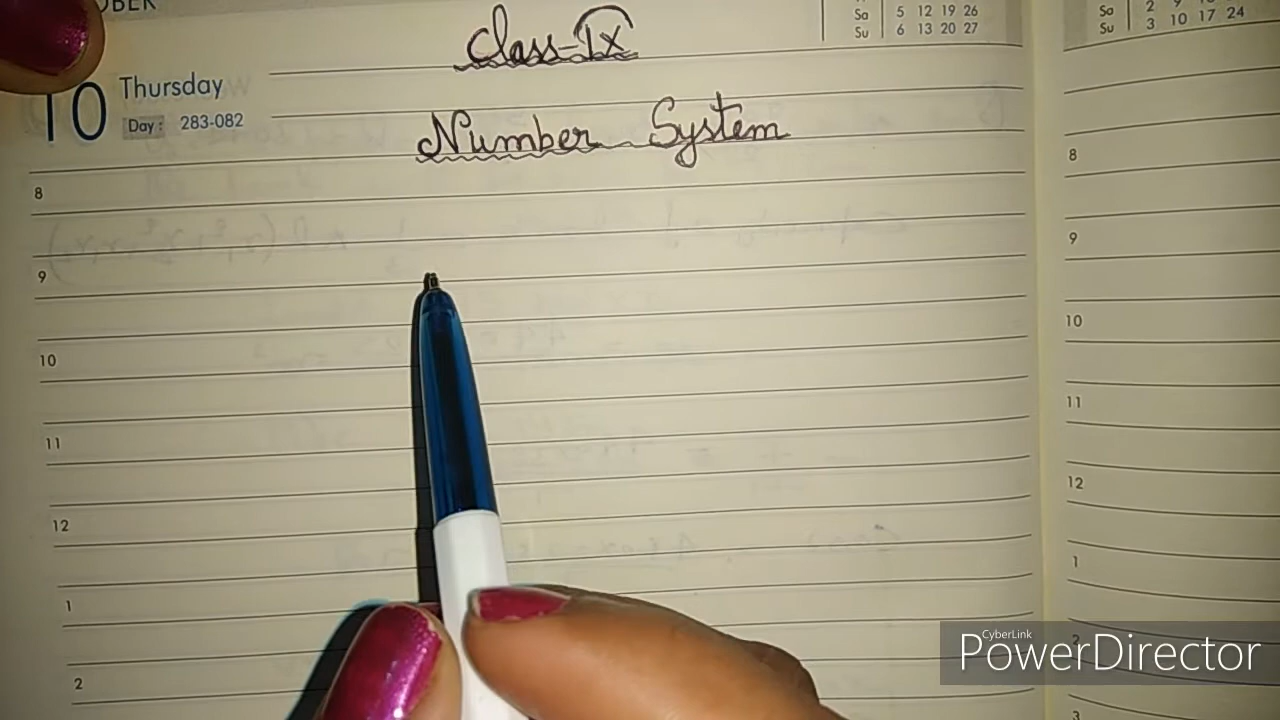 OBER
Class-IX
Sa 5 12 19 26
Su 6 13 20 27
Sa 2 9
Su 3 10 17 24
10 Thursday
Day: 283-082
Number System
8
9
10
11
12
1
2
8
9
10
11
12
1
2
3
CyberLink
PowerDirector